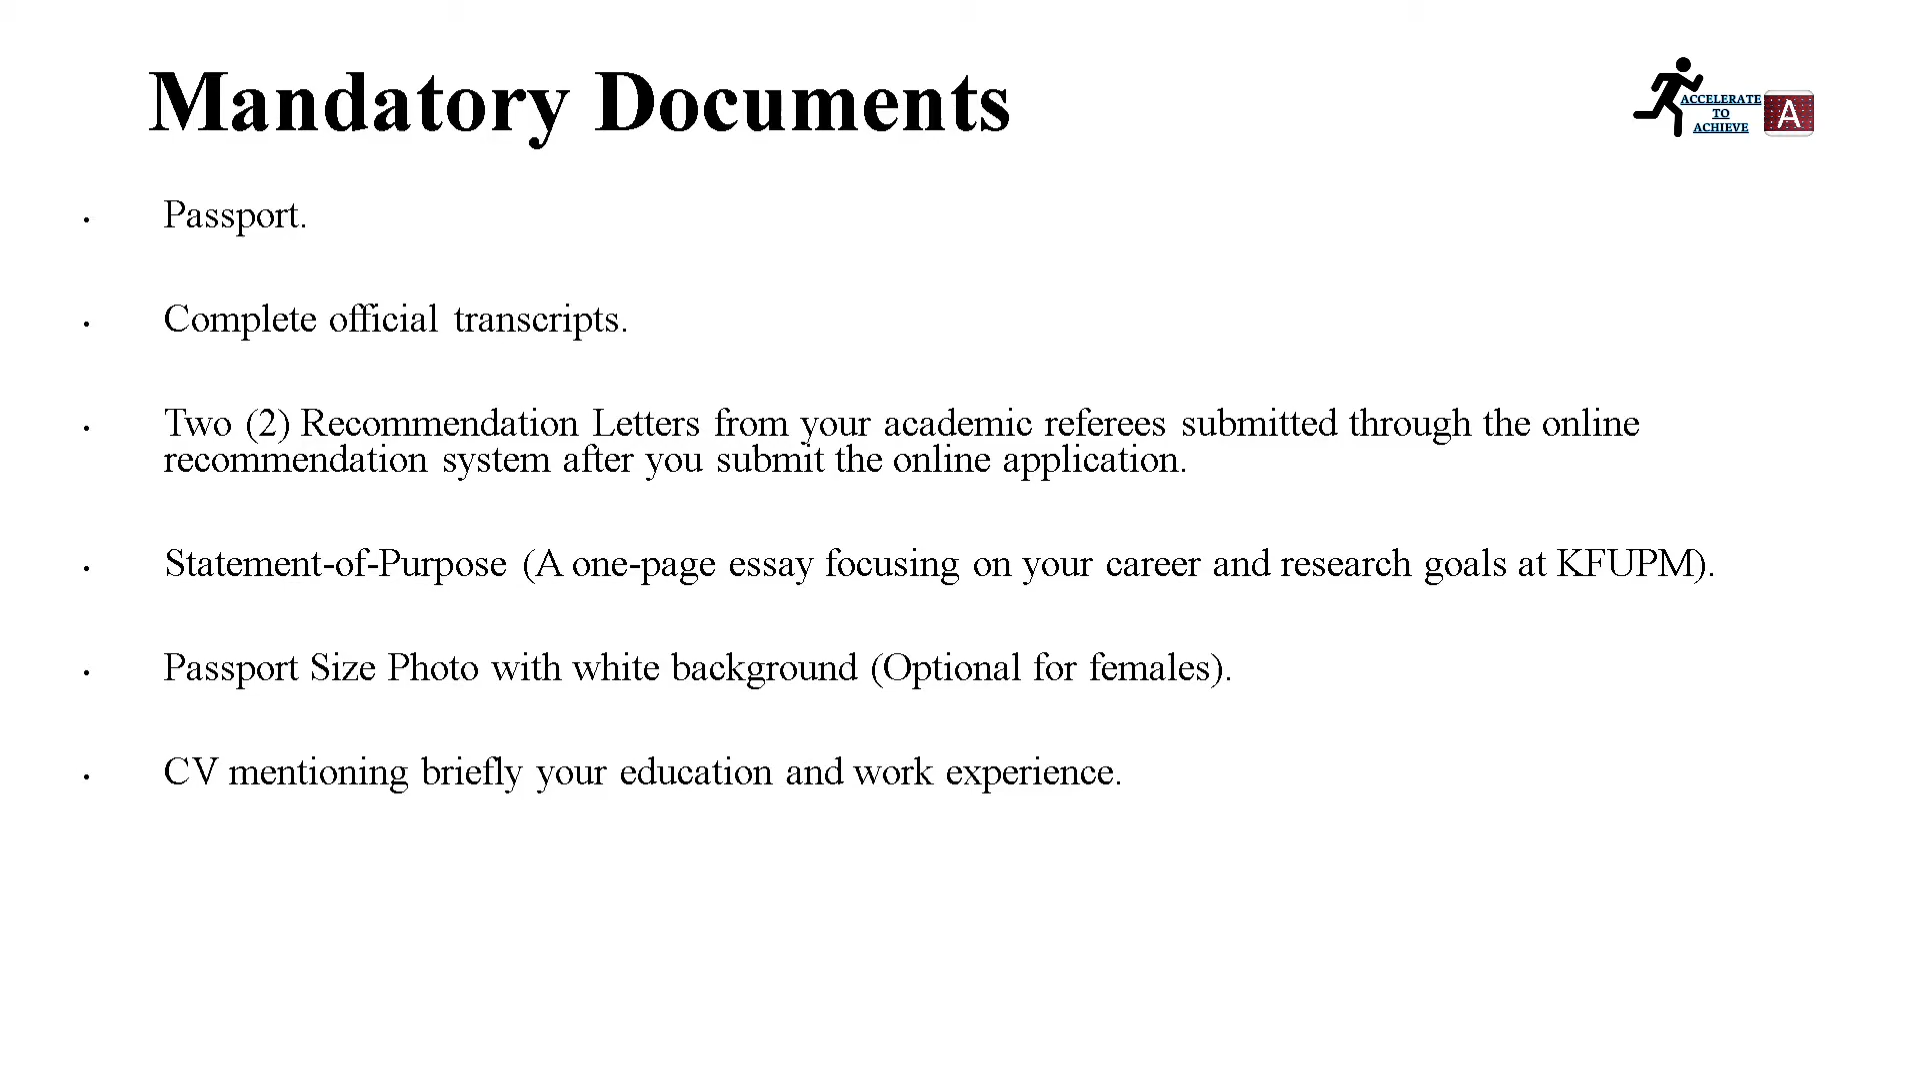 Mandatory Documents
ACCELERATE
TO
ACHIEVE
A
• Passport.
• Complete official transcripts.
• Two (2) Recommendation Letters from your academic referees submitted through the online
recommendation system after you submit the online application.
• Statement-of-Purpose (A one-page essay focusing on your career and research goals at KFUPM).
• Passport Size Photo with white background (Optional for females).
• CV mentioning briefly your education and work experience.